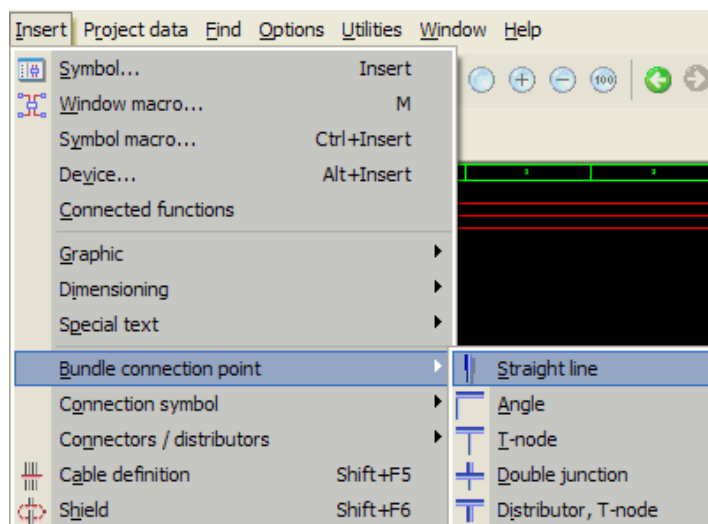 Insert Project data Find Options Utilities Window Help
Symbol... Insert
Window macro... M
100
Symbol macro... Ctrl+Insert
Device... Alt+Insert
Connected functions
Graphic
Dimensioning
Special text
Bundle connection point
Straight line
Connection symbol
Angle
Connectors / distributors
T-node
Cable definition Shift+F5
Double junction
Shield Shift+F6
Distributor, T-node